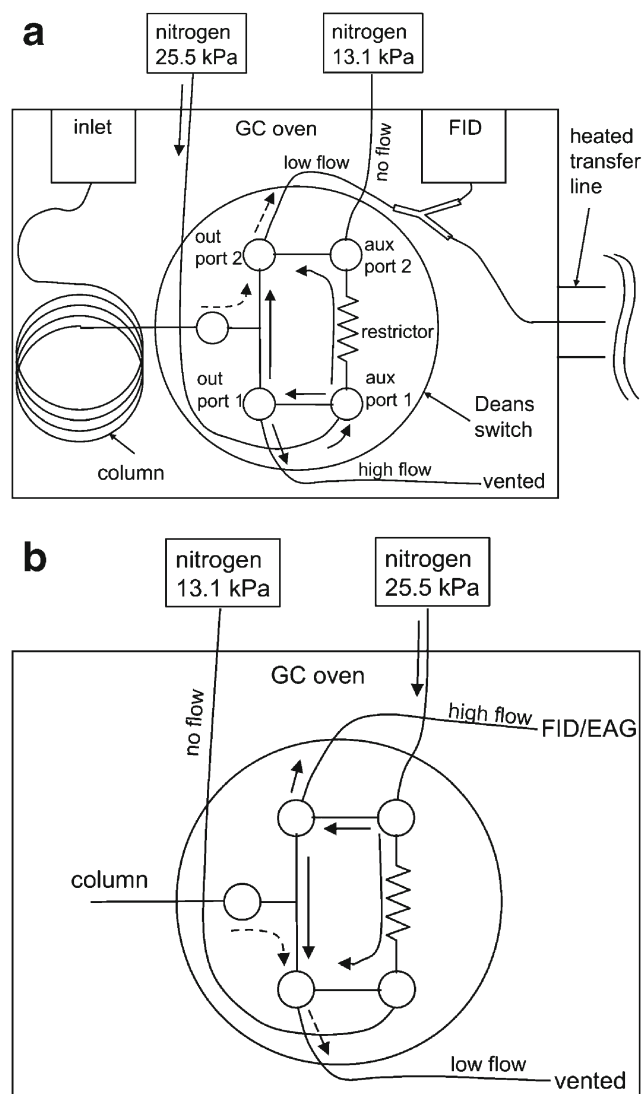 a
nitrogen
25.5 kPa
nitrogen
13.1 kPa
inlet
GC oven
FID
heated
transfer
line
low flow
no flow
out
port 2
aux
port 2
restrictor
out
port 1
aux
port 1
Deans
switch
column
high flow
vented
b
nitrogen
13.1 kPa
nitrogen
25.5 kPa
GC oven
no flow
high flow
FID/EAG
column
low flow
vented